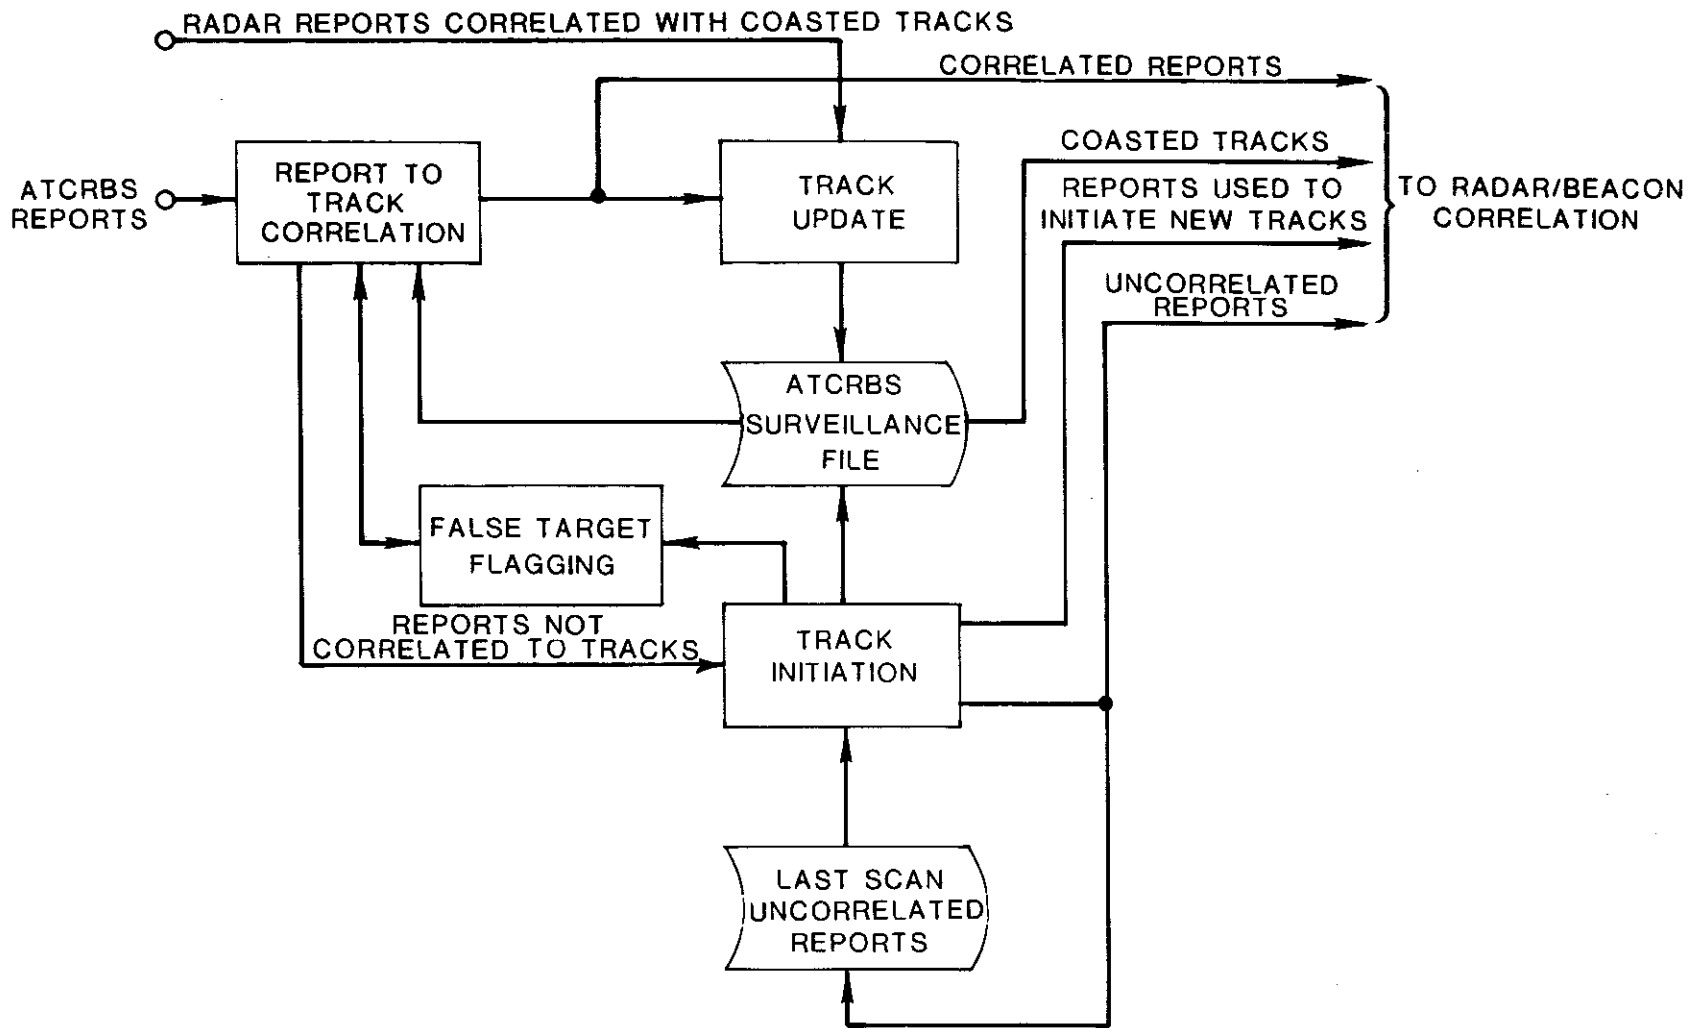 RADAR REPORTS CORRELATED WITH COASTED TRACKS
CORRELATED REPORTS
ATCRBS
REPORTS
REPORT TO
TRACK
CORRELATION
TRACK
UPDATE
COASTED TRACKS
REPORTS USED TO
INITIATE NEW TRACKS
UNCORRELATED
REPORTS
TO RADAR/BEACON
CORRELATION
ATCRBS
SURVEILLANCE
FILE
FALSE TARGET
FLAGGING
REPORTS NOT
CORRELATED TO TRACKS
TRACK
INITIATION
LAST SCAN
UNCORRELATED
REPORTS